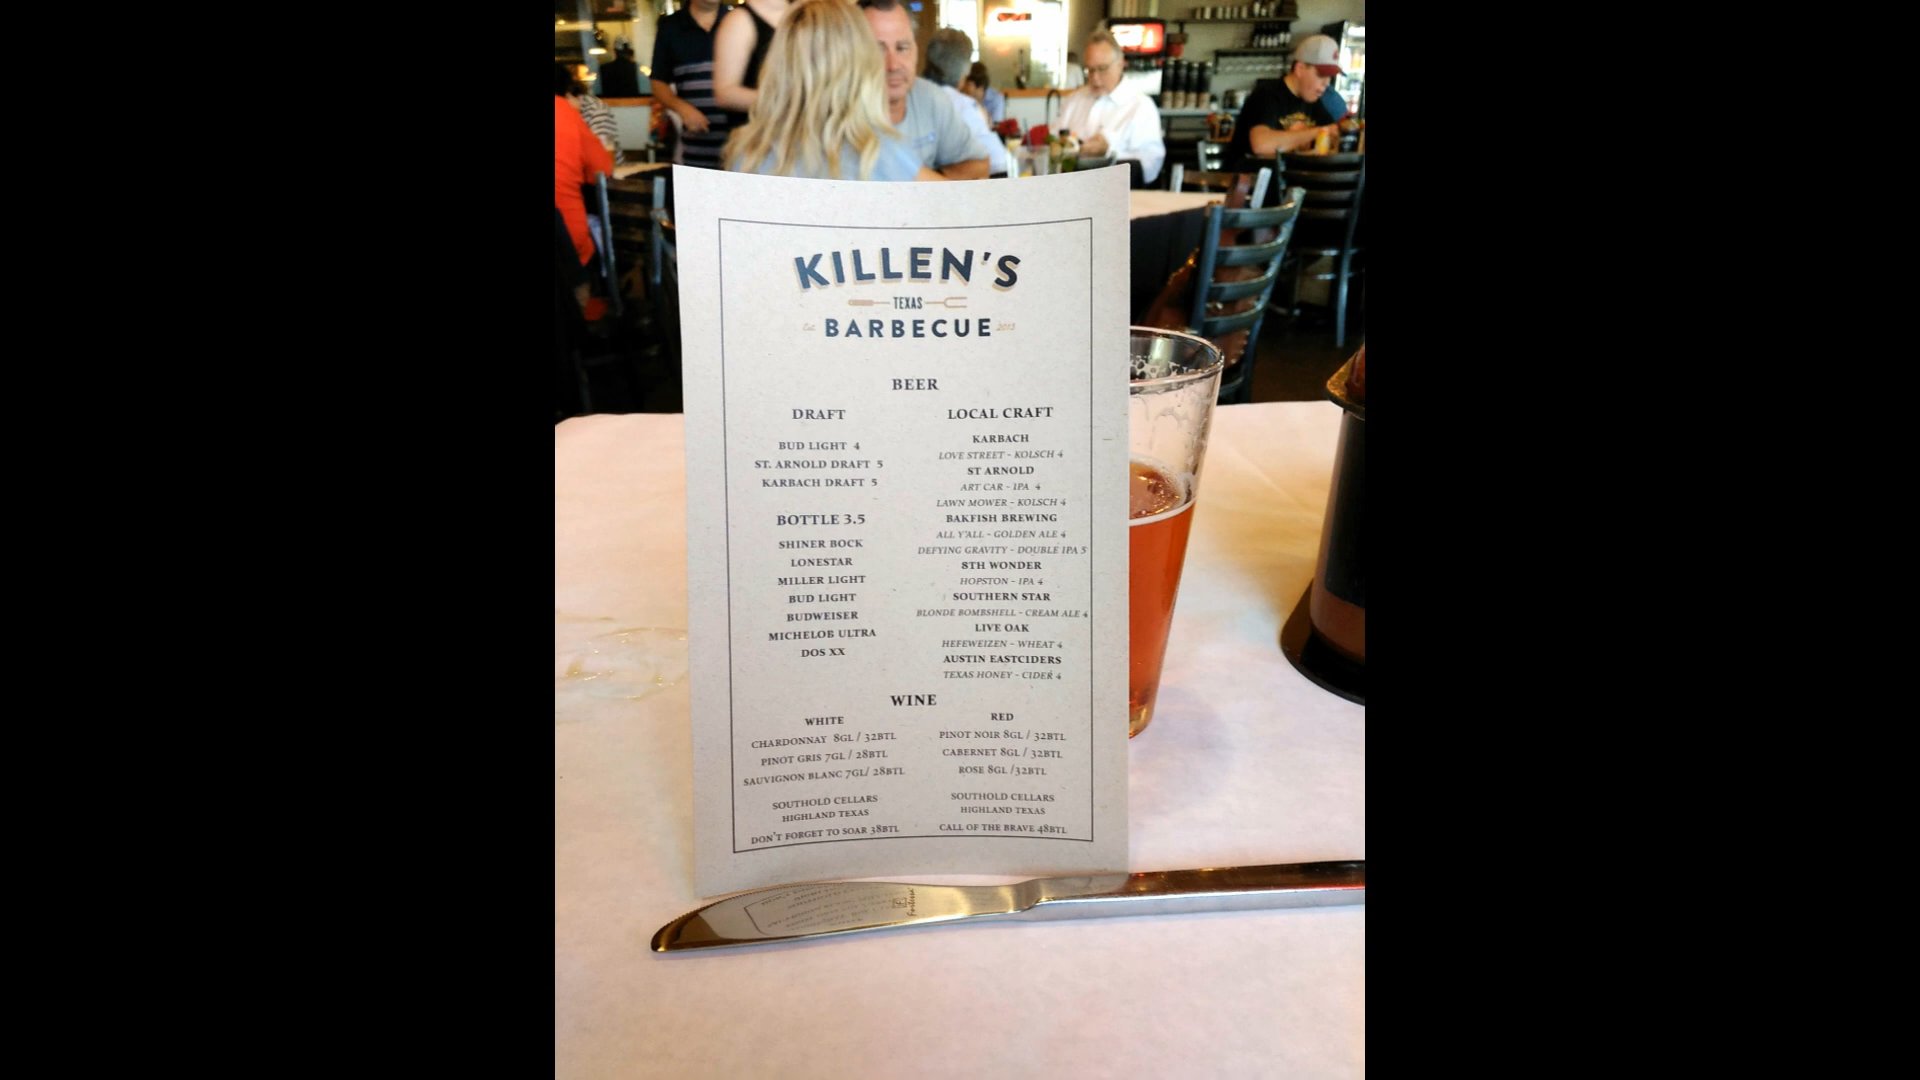 KILLEN'S
TEXAS
Est. BARBECUE 2013
BEER
DRAFT
BUD LIGHT 4
ST. ARNOLD DRAFT 5
KARBACH DRAFT 5
BOTTLE 3.5
SHINER BOCK
LONESTAR
MILLER LIGHT
BUD LIGHT
BUDWEISER
MICHELOB ULTRA
DOS XX
LOCAL CRAFT
KARBACH
LOVE STREET - KOLSCH 4
ST ARNOLD
ART CAR - IPA 4
LAWN MOWER - KOLSCH 4
BAKFISH BREWING
ALL Y'ALL - GOLDEN ALE 4
DEFYING GRAVITY - DOUBLE IPA 5
8TH WONDER
HOPSTON - IPA 4
SOUTHERN STAR
BLONDE BOMBSHELL - CREAM ALE 4
LIVE OAK
HEFEWEIZEN - WHEAT 4
AUSTIN EASTCIDERS
TEXAS HONEY - CIDER 4
WINE
WHITE
CHARDONNAY 8GL / 32BTL
PINOT GRIS 7GL / 28BTL
SAUVIGNON BLANC 7GL/ 28BTL
SOUTHOLD CELLARS
HIGHLAND TEXAS
DON'T FORGET TO SOAR 38BTL
RED
PINOT NOIR 8GL / 32BTL
CABERNET 8GL / 32BTL
ROSE 8GL /32BTL
SOUTHOLD CELLARS
HIGHLAND TEXAS
CALL OF THE BRAVE 48BTL